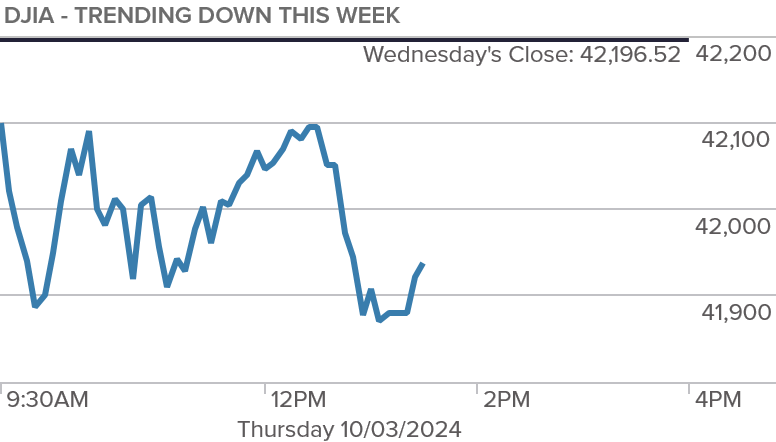 DJIA - TRENDING DOWN THIS WEEK
Wednesday's Close: 42,196.52
42,200
42,100
42,000
41,900
9:30AM 12PM 2PM 4PM
Thursday 10/03/2024